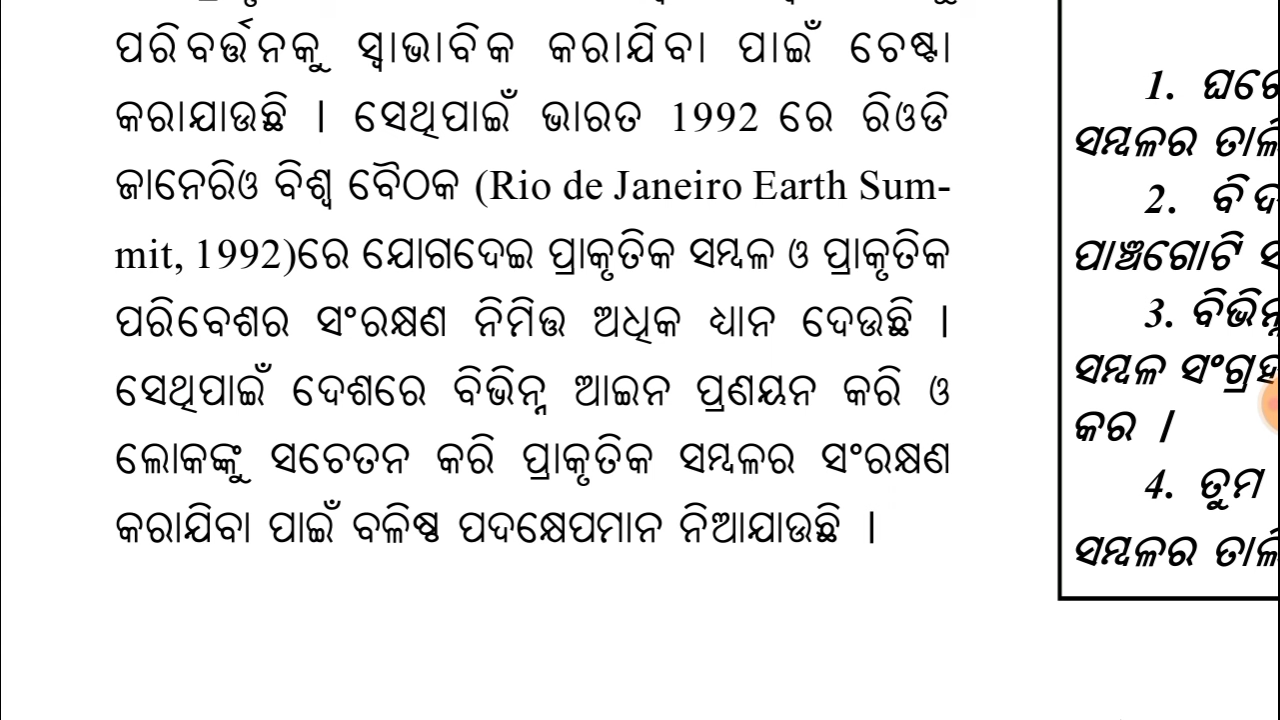 ପରିବର୍ତ୍ତନକୁ ସ୍ୱାଭାବିକ କରାଯିବା ପାଇଁ ଚେଷ୍ଟା
କରାଯାଉଛି ।  ସେଥିପାଇଁ ଭାରତ 1992 ରେ ରିଓଡି
ଜାନେରିଓ ବିଶ୍ୱ ବୈଠକ (Rio de Janeiro Earth Sum-
mit, 1992)ରେ ଯୋଗଦେଇ ପ୍ରାକୃତିକ ସମ୍ବଳ ଓ ପ୍ରାକୃତିକ
ପରିବେଶର ସଂରକ୍ଷଣ ନିମିତ୍ତ ଅଧିକ ଧ୍ୟାନ ଦେଉଛି ।
ସେଥିପାଇଁ ଦେଶରେ ବିଭିନ୍ନ ଆଇନ ପ୍ରଣୟନ କରି ଓ
ଲୋକଙ୍କୁ ସଚେତନ କରି ପ୍ରାକୃତିକ ସମ୍ବଳର ସଂରକ୍ଷଣ
କରାଯିବା ପାଇଁ ବଳିଷ୍ଠ ପଦକ୍ଷେପମାନ ନିଆଯାଉଛି ।
1.
ସମ୍ବଳର
2.
ପାଞ୍ଚଗୋଟି
3.
ସମ୍ବଳ
କର ।
4. ତୁମ
ସମ୍ବଳର